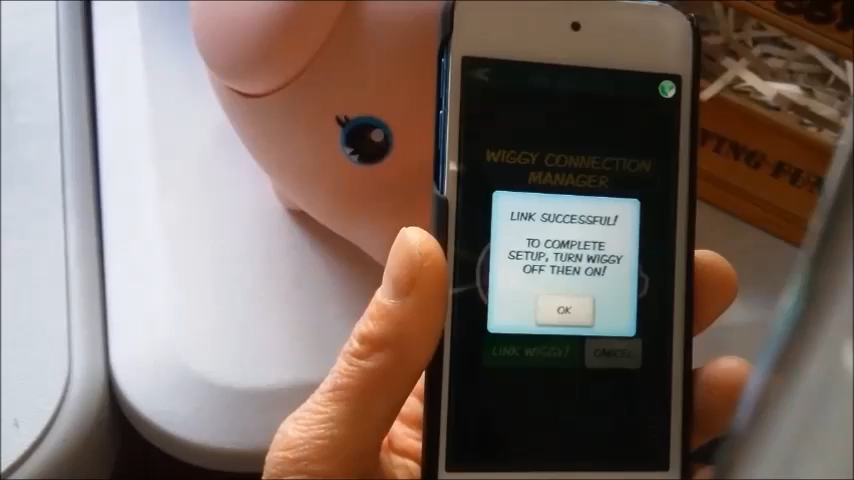 WIGGY CONNECTION
MANAGER
LINK SUCCESSFUL!
TO COMPLETE
SETUP, TURN WIGGY
OFF THEN ON!
OK
LINK WIGGY!
CANCEL